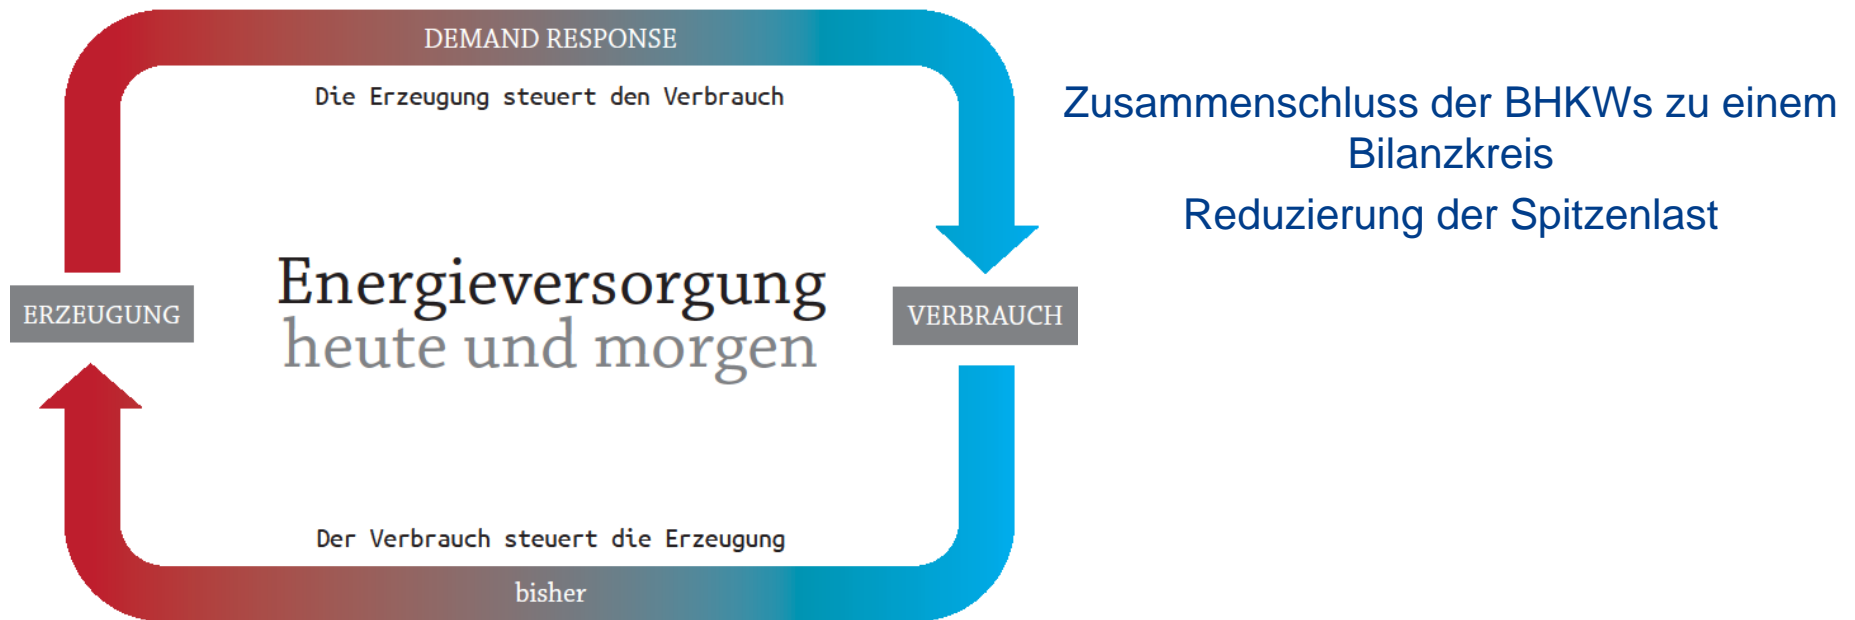 DEMAND RESPONSE
Die Erzeugung steuert den Verbrauch
Zusammenschluss der BHKWs zu einem
Bilanzkreis
Reduzierung der Spitzenlast
Energieversorgung
heute und morgen
ERZEUGUNG
VERBRAUCH
Der Verbrauch steuert die Erzeugung
bisher